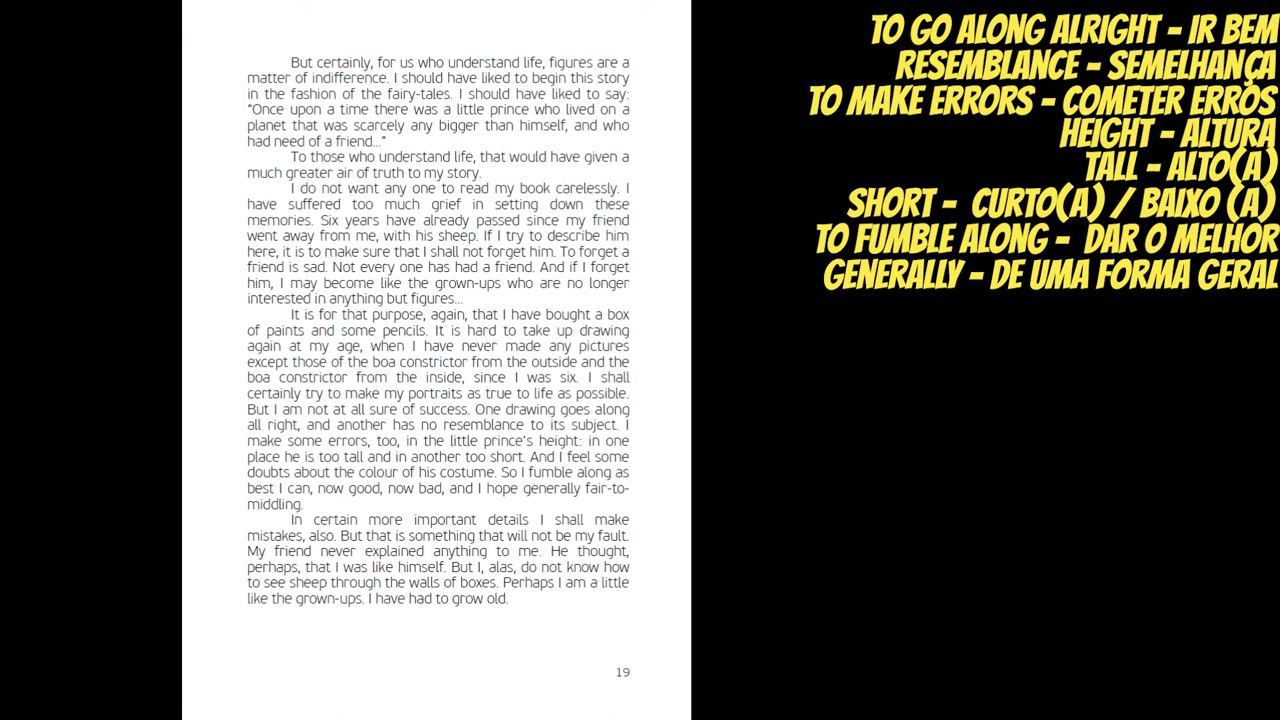 But certainly, for us who understand life, figures are a
matter of indifference. I should have liked to begin this story
in the fashion of the fairy-tales. I should have liked to say:
“Once upon a time there was a little prince who lived on a
planet that was scarcely any bigger than himself, and who
had need of a friend...”
To those who understand life, that would have given a
much greater air of truth to my story.
I do not want any one to read my book carelessly. I
have suffered too much grief in setting down these
memories. Six years have already passed since my friend
went away from me, with his sheep. If I try to describe him
here, it is to make sure that I shall not forget him. To forget a
friend is sad. Not every one has had a friend. And if I forget
him, I may become like the grown-ups who are no longer
interested in anything but figures...
It is for that purpose, again, that I have bought a box
of paints and some pencils. It is hard to take up drawing
again at my age, when I have never made any pictures
except those of the boa constrictor from the outside and the
boa constrictor from the inside, since I was six. I shall
certainly try to make my portraits as true to life as possible.
But I am not at all sure of success. One drawing goes along
all right, and another has no resemblance to its subject. I
make some errors, too, in the little prince’s height: in one
place he is too tall and in another too short. And I feel some
doubts about the colour of his costume. So I fumble along as
best I can, now good, now bad, and I hope generally fair-to-
middling.
In certain more important details I shall make
mistakes, also. But that is something that will not be my fault.
My friend never explained anything to me. He thought,
perhaps, that I was like himself. But I, alas, do not know how
to see sheep through the walls of boxes. Perhaps I am a little
like the grown-ups. I have had to grow old.
19
TO GO ALONG ALRIGHT - IR BEM
RESEMBLANCE - SEMELHANÇA
TO MAKE ERRORS - COMETER ERROS
HEIGHT - ALTURA
TALL - ALTO(A)
SHORT - CURTO(A) / BAIXO (A)
TO FUMBLE ALONG - DAR O MELHOR
GENERALLY - DE UMA FORMA GERAL